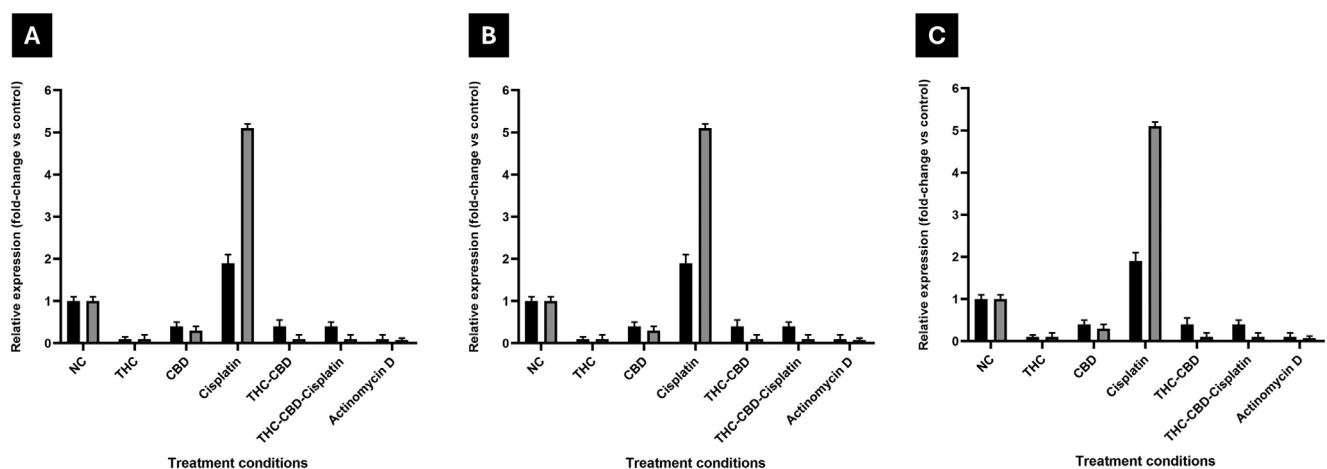 A
Relative expression (fold-change vs control)
6
5
4
3
2
1
0
NC
THC
CBD
Cisplatin
THC-CBD
THC-CBD-Cisplatin
Actinomycin D
Treatment conditions
B
Relative expression (fold-change vs control)
6
5
4
3
2
1
0
NC
THC
CBD
Cisplatin
THC-CBD
THC-CBD-Cisplatin
Actinomycin D
Treatment conditions
C
Relative expression (fold-change vs control)
6
5
4
3
2
1
0
NC
THC
CBD
Cisplatin
THC-CBD
THC-CBD-Cisplatin
Actinomycin D
Treatment conditions